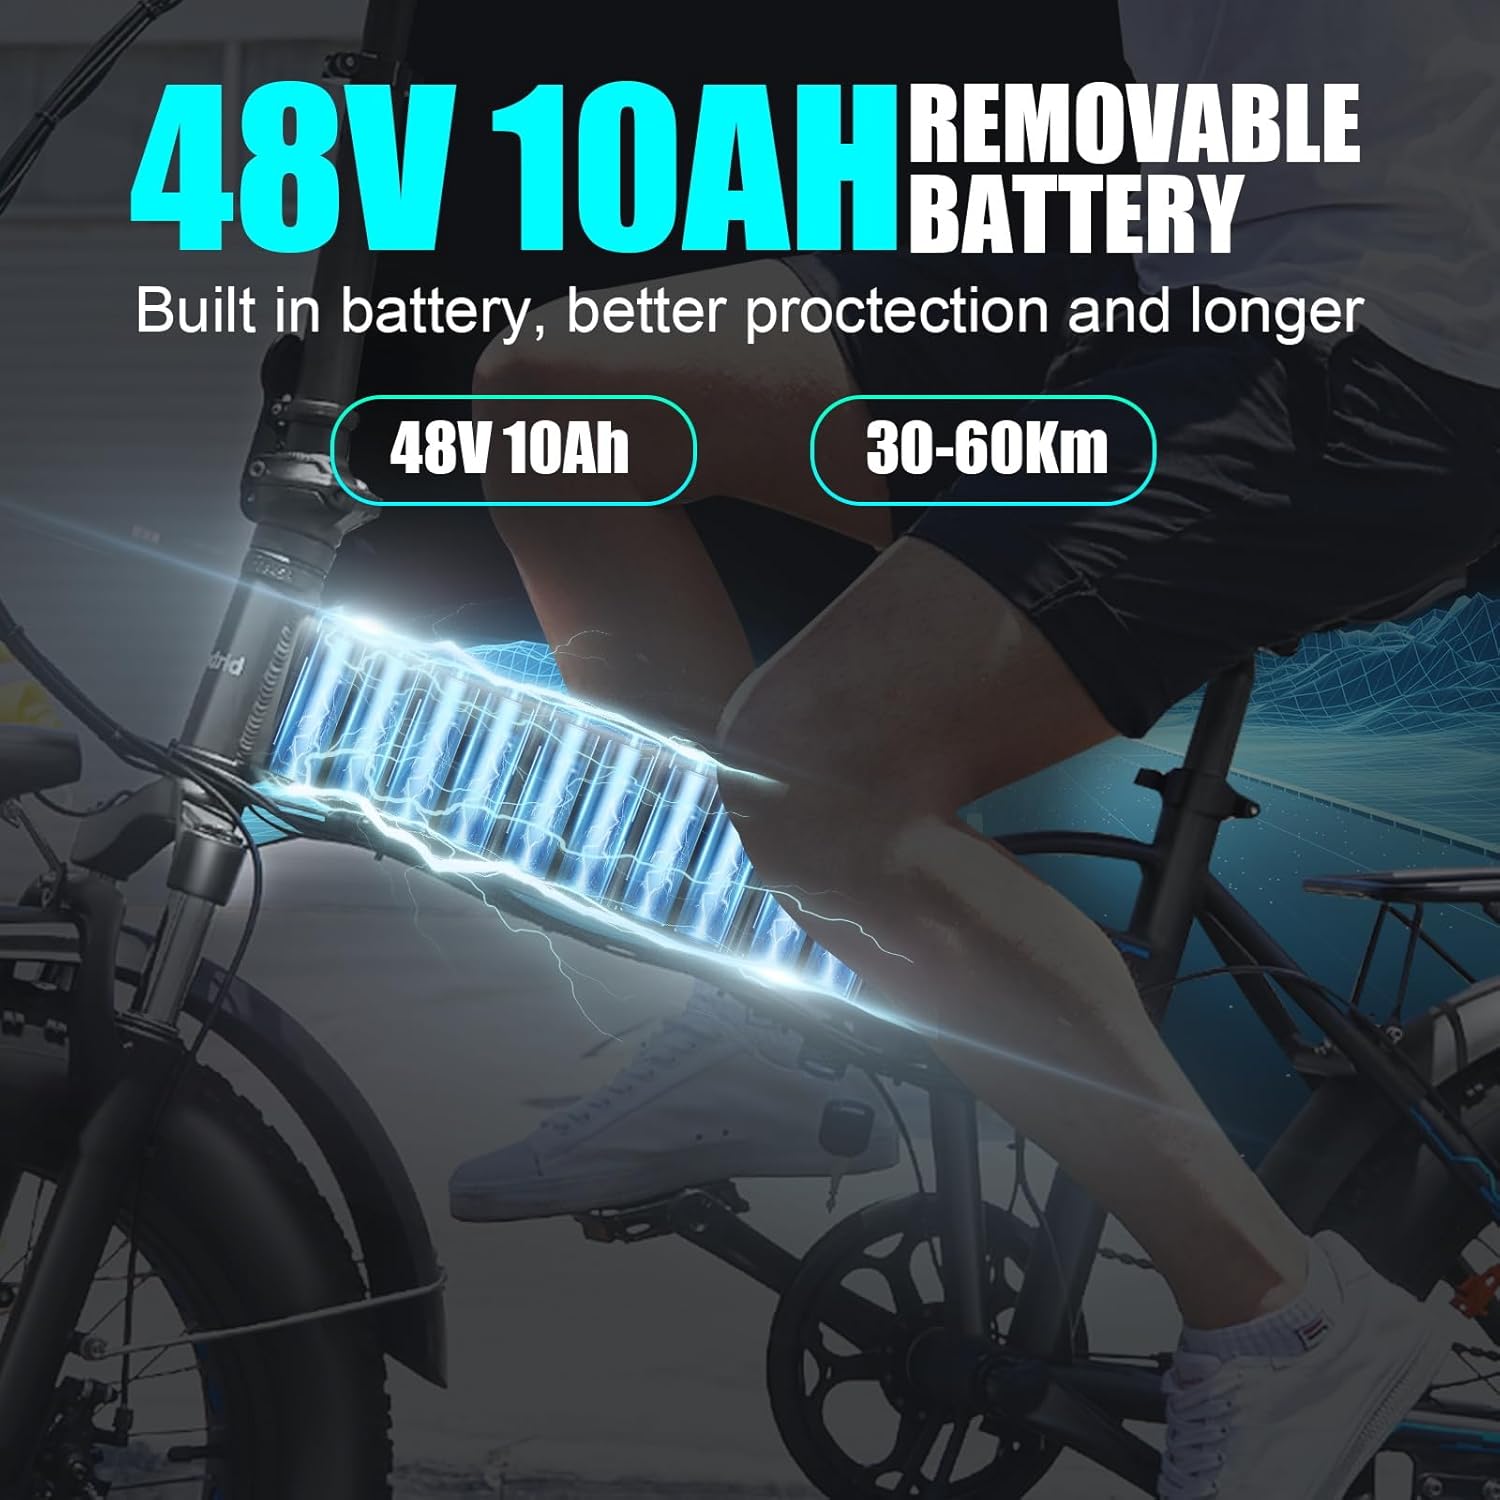 48V 10AH REMOVABLE
BATTERY
Built in battery, better proctection and longer
48V 10Ah
30-60Km